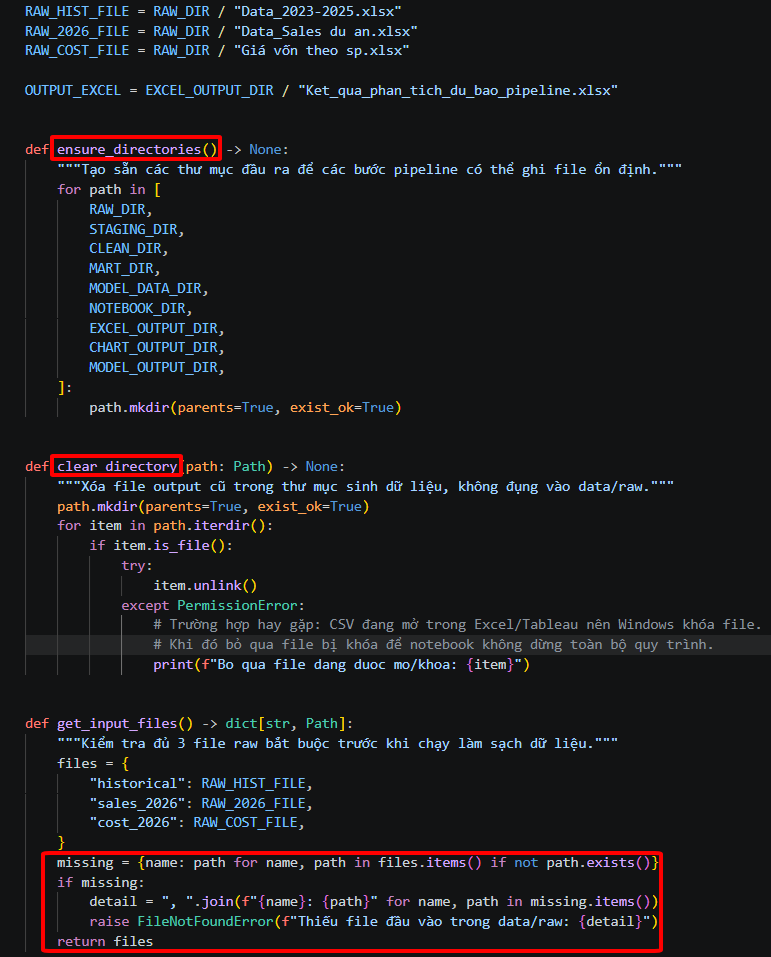 RAW_HIST_FILE = RAW_DIR / "Data_2023-2025.xlsx"
RAW_2026_FILE = RAW_DIR / "Data_Sales du an.xlsx"
RAW_COST_FILE = RAW_DIR / "Giá vốn theo sp.xlsx"
OUTPUT_EXCEL = EXCEL_OUTPUT_DIR / "Ket_qua_phan_tich_du_bao_pipeline.xlsx"
def ensure_directories() -> None:
    """Tạo sẵn các thư mục đầu ra để các bước pipeline có thể ghi file ổn định."""
    for path in [
        RAW_DIR,
        STAGING_DIR,
        CLEAN_DIR,
        MART_DIR,
        MODEL_DATA_DIR,
        NOTEBOOK_DIR,
        EXCEL_OUTPUT_DIR,
        CHART_OUTPUT_DIR,
        MODEL_OUTPUT_DIR,
    ]:
        path.mkdir(parents=True, exist_ok=True)
def clear_directory(path: Path) -> None:
    """Xóa file output cũ trong thư mục sinh dữ liệu, không đụng vào data/raw."""
    path.mkdir(parents=True, exist_ok=True)
    for item in path.iterdir():
        if item.is_file():
            try:
                item.unlink()
            except PermissionError:
                # Trường hợp hay gặp: CSV đang mở trong Excel/Tableau nên Windows khóa file.
                # Khi đó bỏ qua file bị khóa để notebook không dừng toàn bộ quy trình.
                print(f"Bo qua file dang duoc mo/khoa: {item}")
def get_input_files() -> dict[str, Path]:
    """Kiểm tra đủ 3 file raw bắt buộc trước khi chạy làm sạch dữ liệu."""
    files = {
        "historical": RAW_HIST_FILE,
        "sales_2026": RAW_2026_FILE,
        "cost_2026": RAW_COST_FILE,
    }
    missing = {name: path for name, path in files.items() if not path.exists()}
    if missing:
        detail = ", ".join(f"{name}: {path}" for name, path in missing.items())
        raise FileNotFoundError(f"Thiếu file đầu vào trong data/raw: {detail}")
    return files